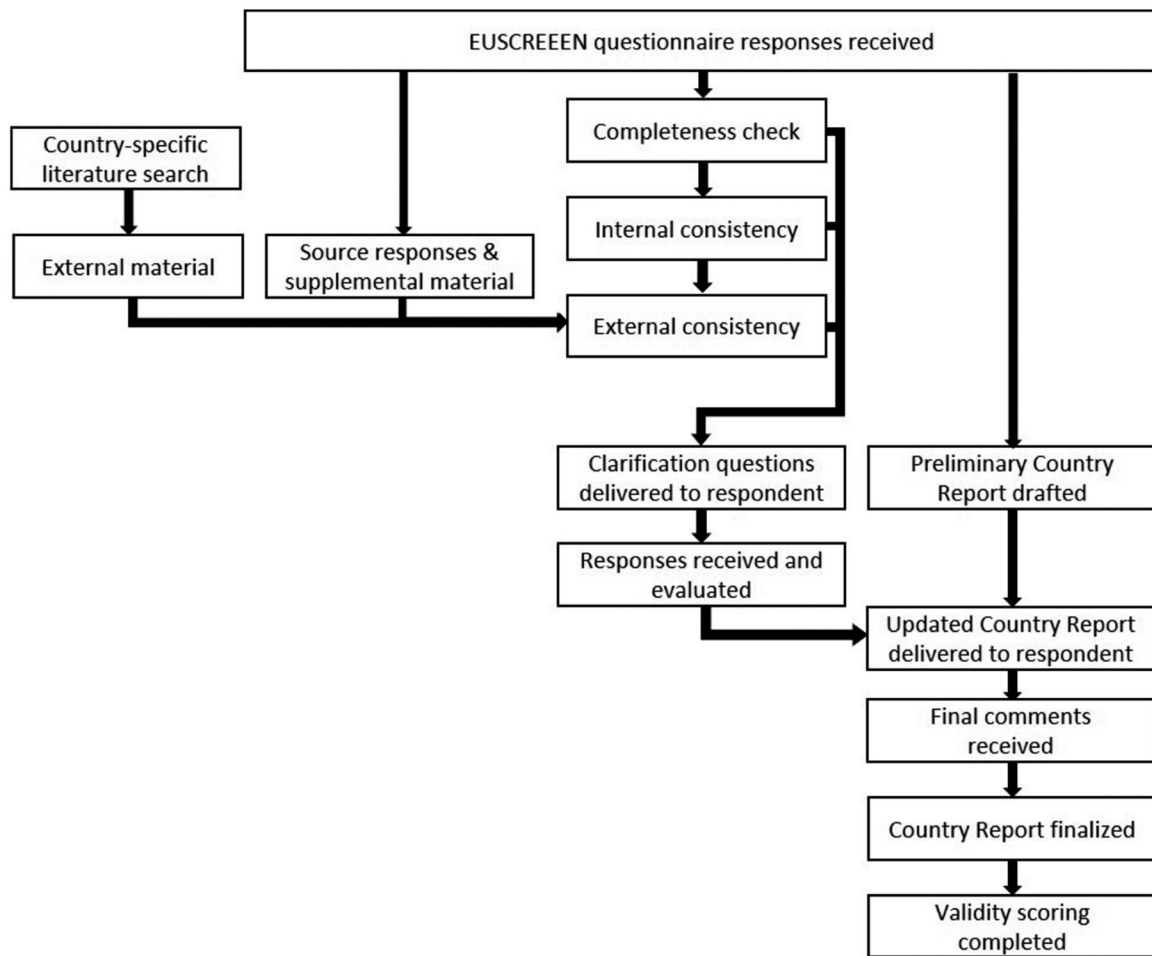 EUSCREEEN questionnaire responses received
Completeness check
Country-specific
literature search
Internal consistency
External material
Source responses &
supplemental material
External consistency
Clarification questions
delivered to respondent
Preliminary Country
Report drafted
Responses received and
evaluated
Updated Country Report
delivered to respondent
Final comments
received
Country Report finalized
Validity scoring
completed